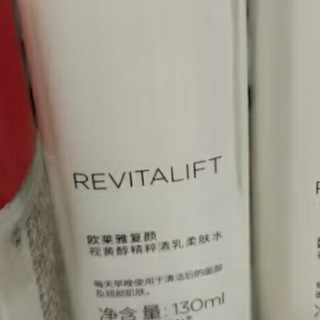 REVITALIFT
欧莱雅复颜
视黄醇精粹清乳柔肤水
每天早晚使用于清洁后的面部
及颈部肌肤。
净含量:130ml